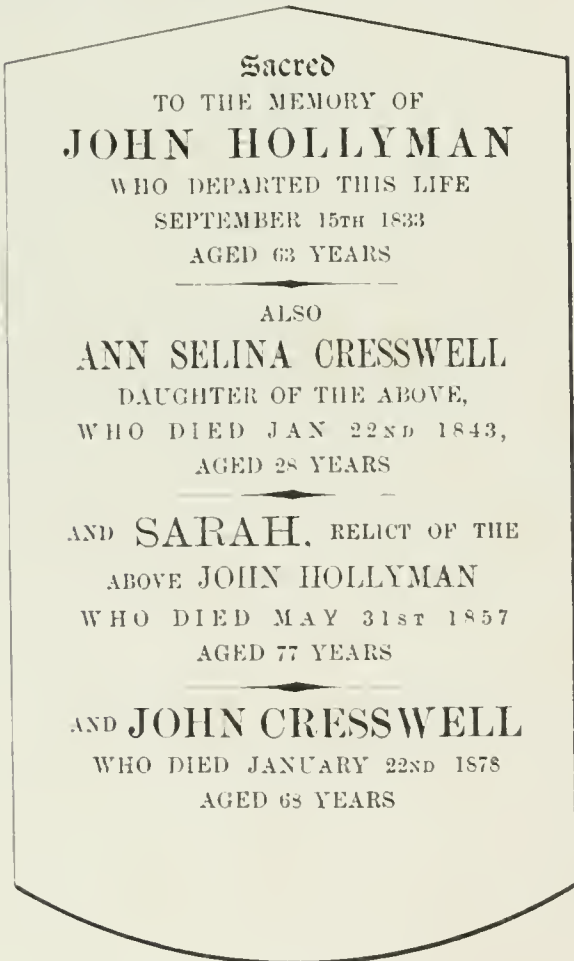 Sacred
TO THE MEMORY OF
JOHN HOLLYMAN
WHO DEPARTED THIS LIFE
SEPTEMBER 15TH 1833
AGED 63 YEARS
ALSO
ANN SELINA CRESSWELL
DAUGHTER OF THE ABOVE,
WHO DIED JAN 22ND 1843,
AGED 28 YEARS
AND SARAH, RELICT OF THE
ABOVE JOHN HOLLYMAN
WHO DIED MAY 31ST 1857
AGED 77 YEARS
AND JOHN CRESSWELL
WHO DIED JANUARY 22ND 1878
AGED 68 YEARS